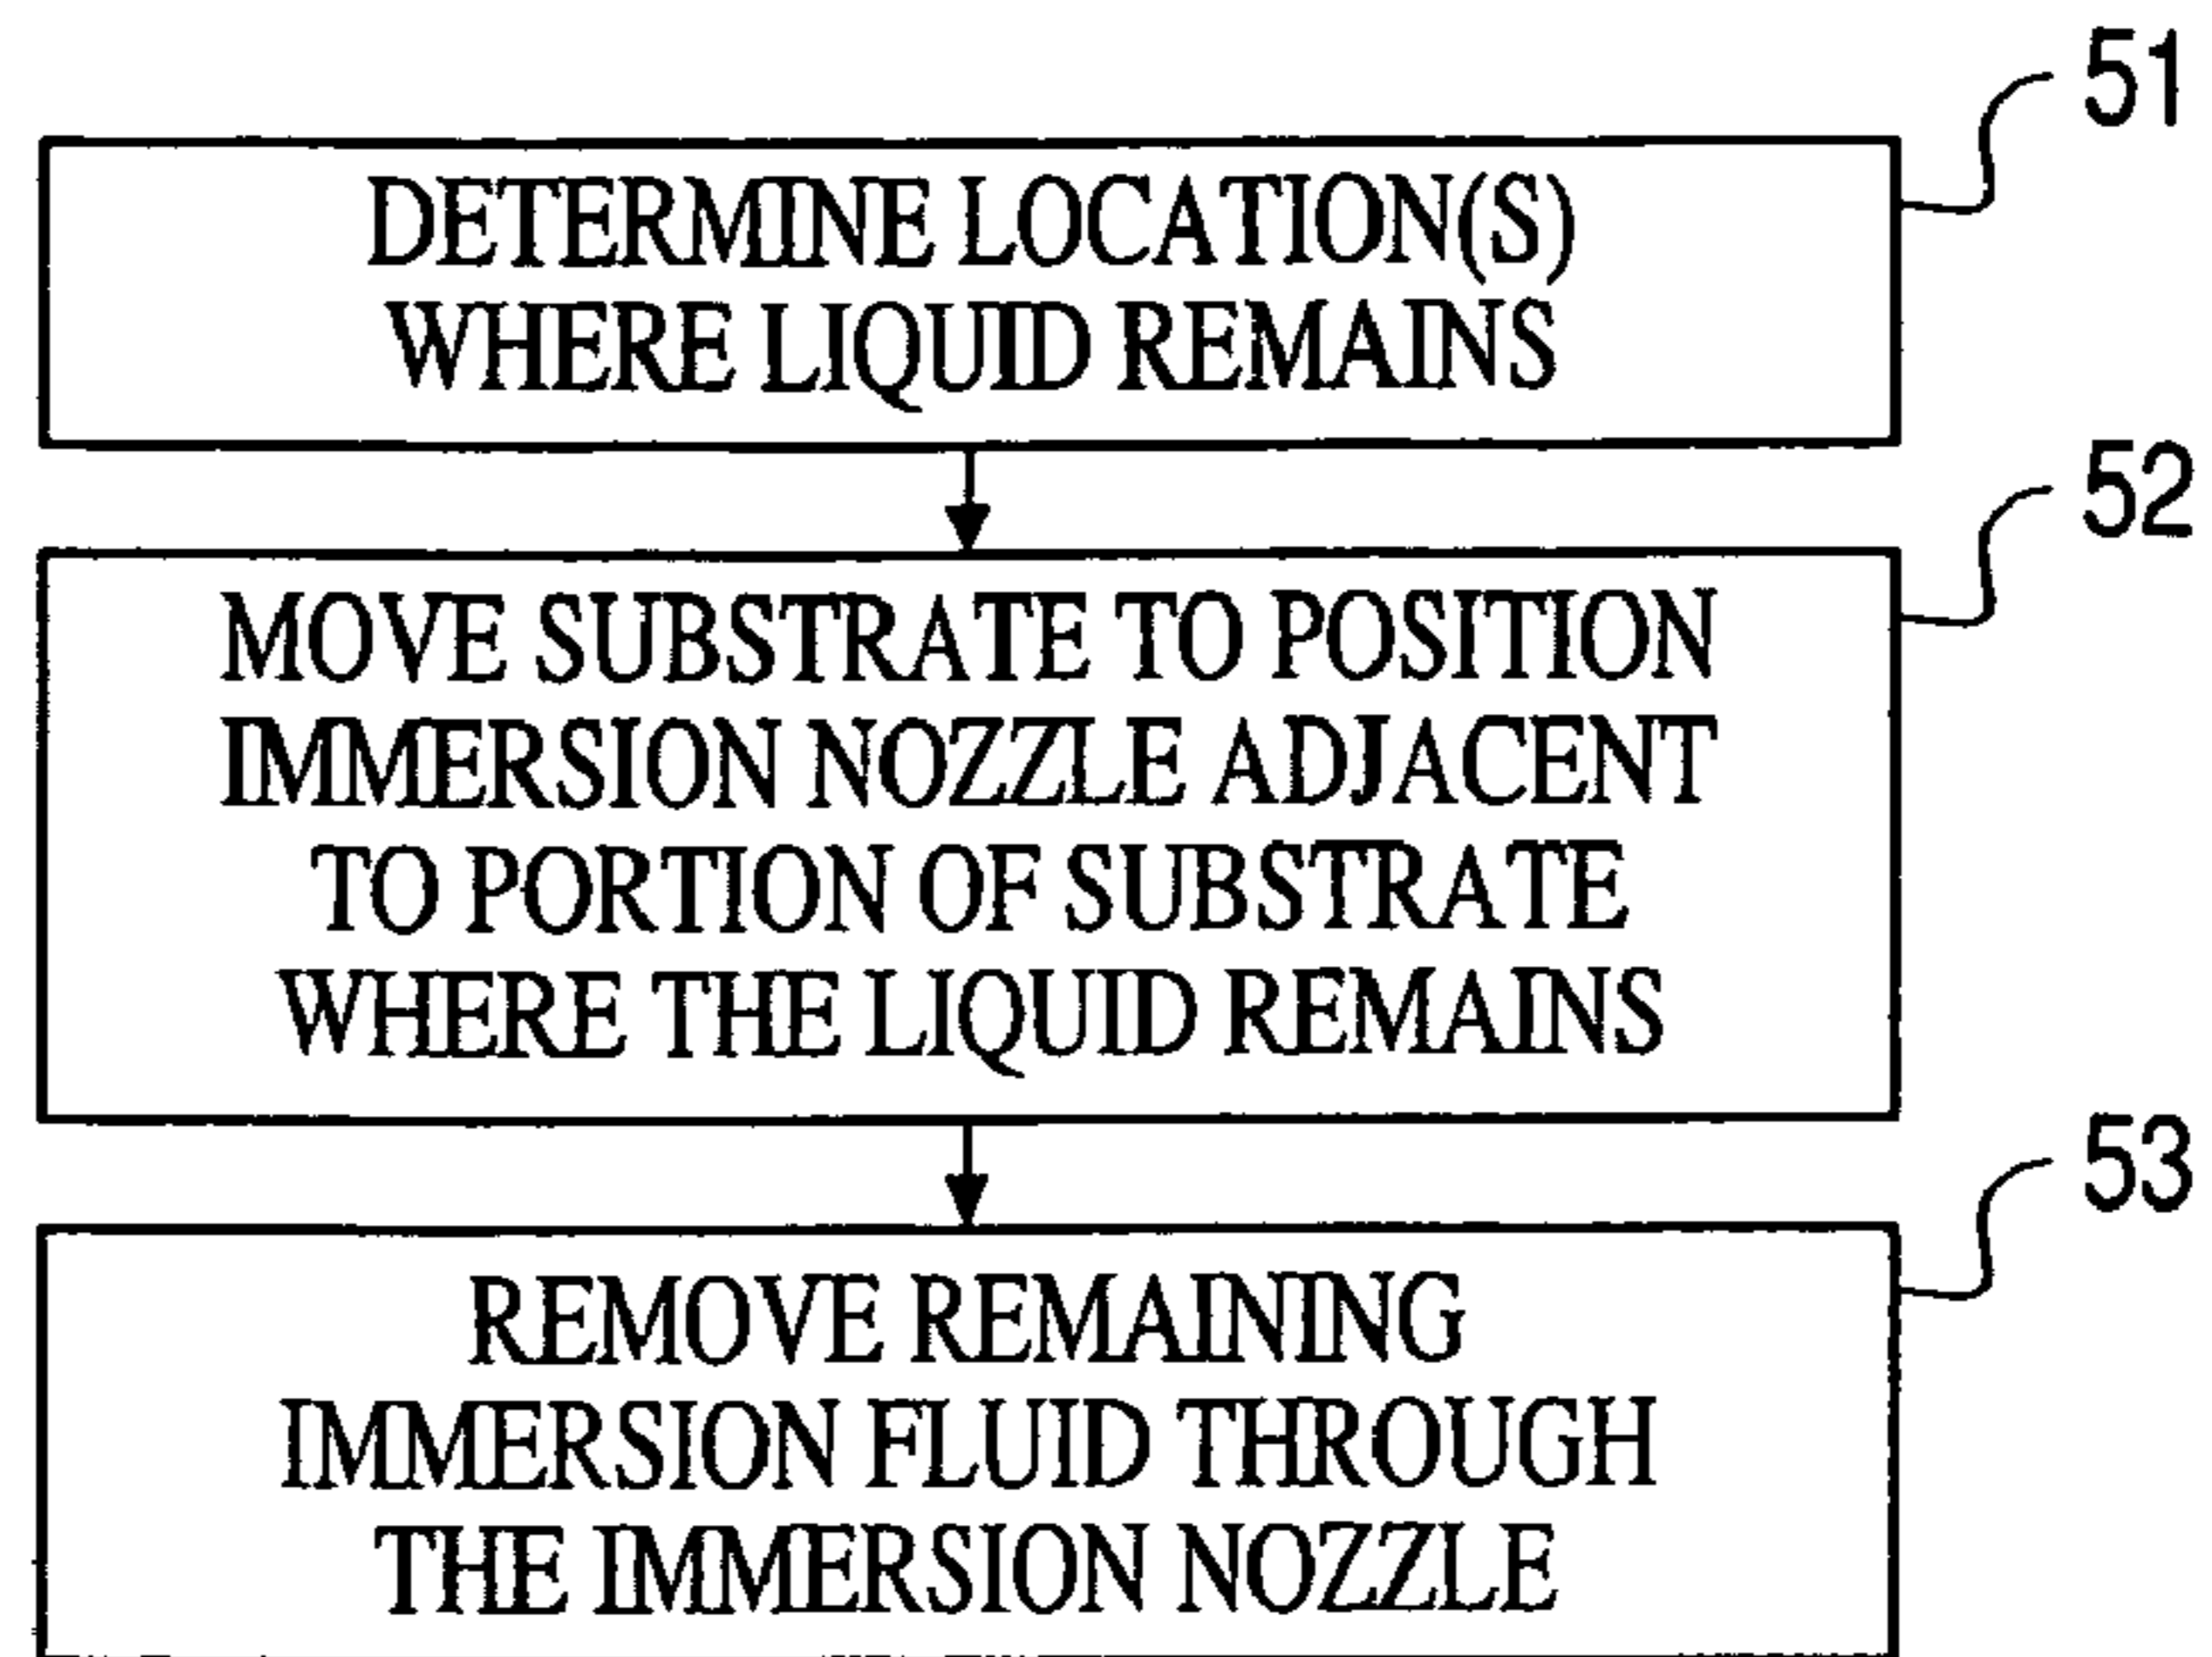 51
DETERMINE LOCATION(S)
WHERE LIQUID REMAINS
52
MOVE SUBSTRATE TO POSITION
IMMERSION NOZZLE ADJACENT
TO PORTION OF SUBSTRATE
WHERE THE LIQUID REMAINS
53
REMOVE REMAINING
IMMERSION FLUID THROUGH
THE IMMERSION NOZZLE